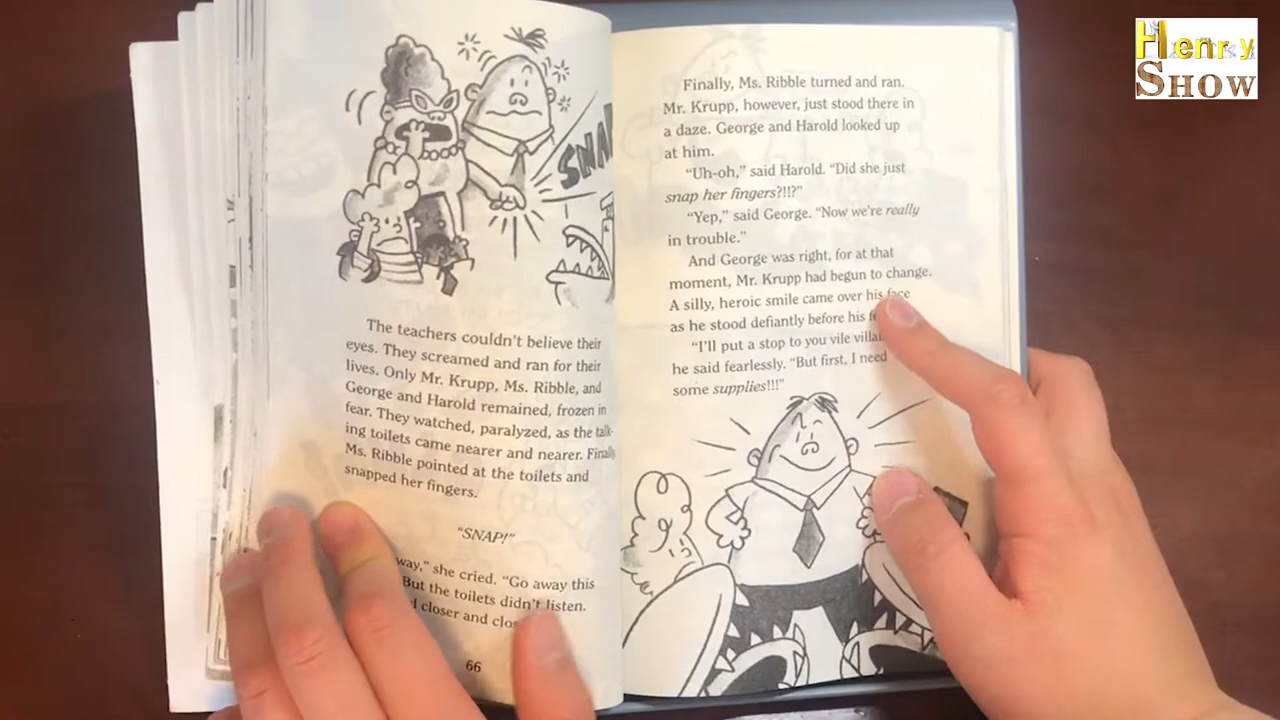 Henry
SHOW
SNA
The teachers couldn't believe their
eyes. They screamed and ran for their
lives. Only Mr. Krupp, Ms. Ribble, and
George and Harold remained, frozen in
fear. They watched, paralyzed, as the talk-
ing toilets came nearer and nearer. Finally
Ms. Ribble pointed at the toilets and
snapped her fingers.
"SNAP!"
way," she cried. "Go away this
But the toilets didn't listen.
closer and clos
66
Finally, Ms. Ribble turned and ran.
Mr. Krupp, however, just stood there in
a daze. George and Harold looked up
at him.
"Uh-oh," said Harold. "Did she just
snap her fingers?!!?"
"Yep," said George. "Now we're really
in trouble."
And George was right, for at that
moment, Mr. Krupp had begun to change.
A silly, heroic smile came over his face
as he stood defiantly before his
"I'll put a stop to you vile villai
he said fearlessly. "But first, I need
some supplies!!!"